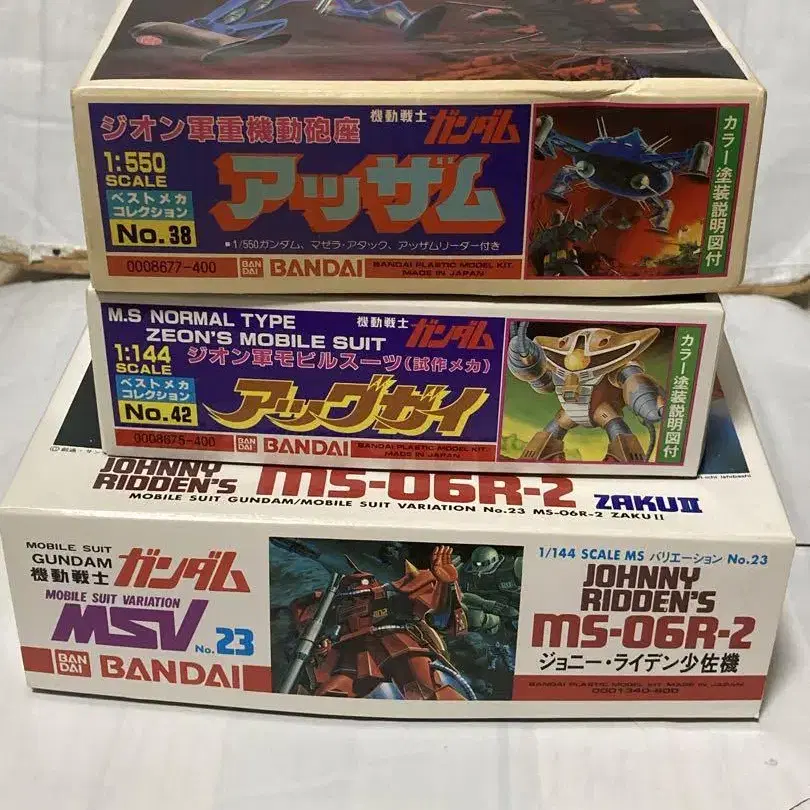 ジオン軍重機動砲座
機動戦士 ガンダム
1:550
SCALE
アッザム
ベストメカ
コレクション
No.38
■1/550ガンダム、マゼラ・アタック、アッザムリーダー付き
0008677-400
BAN
DAI
BANDAI
BANDAI PLASTIC MODEL KIT.
MADE IN JAPAN
カラー塗装説明図付
M.S NORMAL TYPE
ZEON'S MOBILE SUIT
機動戦士 ガンダム
1:144
SCALE
ジオン軍モビルスーツ(試作メカ)
ベストメカ
コレクション
No.42
アッグガイ
0008675-400
BAN
DAI
BANDAI
BANDAI PLASTIC MODEL KIT.
MADE IN JAPAN
カラー塗装説明図付
JOHNNY
RIDDEN'S
MS-06R-2 ZAKUII
MOBILE SUIT GUNDAM/MOBILE SUIT VARIATION No.23 MS-06R-2 ZAKUII
MOBILE SUIT
GUNDAM
機動戦士 ガンダム
MOBILE SUIT VARIATION
MSV No.23
BAN
DAI
BANDAI
1/144 SCALE MS バリエーション No.23
JOHNNY
RIDDEN'S
MS-06R-2
ジョニー・ライデン少佐機
BANDAI PLASTIC MODEL KIT MADE IN JAPAN
0001340-600